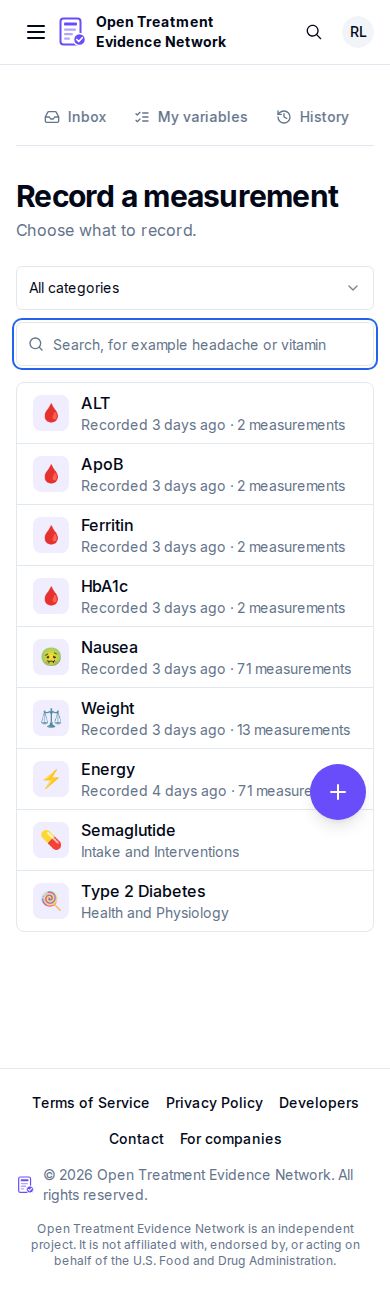 Open Treatment
Evidence Network
RL
Inbox
My variables
History
Record a measurement
Choose what to record.
All categories
Search, for example headache or vitamin
ALT
Recorded 3 days ago · 2 measurements
ApoB
Recorded 3 days ago · 2 measurements
Ferritin
Recorded 3 days ago · 2 measurements
HbA1c
Recorded 3 days ago · 2 measurements
Nausea
Recorded 3 days ago · 71 measurements
Weight
Recorded 3 days ago · 13 measurements
Energy
Recorded 4 days ago · 71 measure
Semaglutide
Intake and Interventions
Type 2 Diabetes
Health and Physiology
Terms of Service
Privacy Policy
Developers
Contact
For companies
© 2026 Open Treatment Evidence Network. All
rights reserved.
Open Treatment Evidence Network is an independent
project. It is not affiliated with, endorsed by, or acting on
behalf of the U.S. Food and Drug Administration.